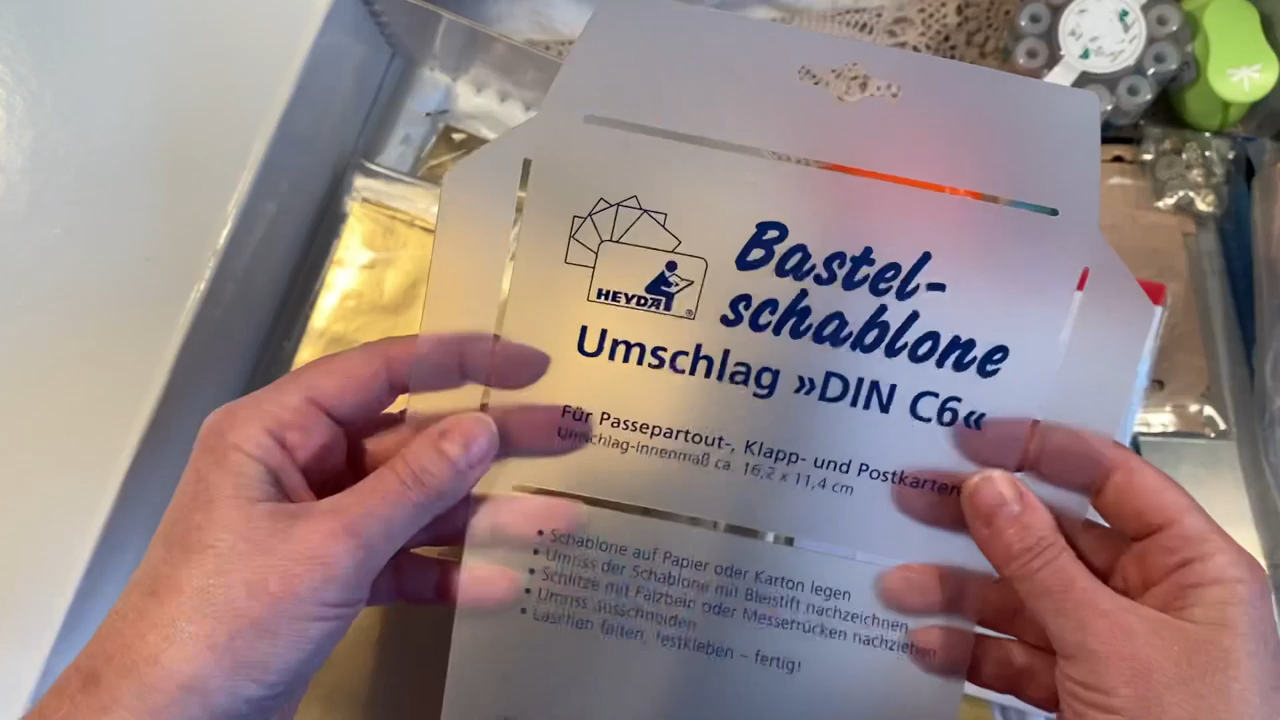 HEYDA
®
Bastel-
schablone
Umschlag »DIN C6«
Für Passepartout-, Klapp- und Postkarten
Umschlag-Innenmaß ca. 16,2 x 11,4 cm
• Schablone auf Papier oder Karton legen
• Umriss der Schablone mit Bleistift nachzeichnen
• Schlitze mit Falzbein oder Messerrücken nachziehen
• Umriss ausschneiden
• Laschen falten, festkleben – fertig!